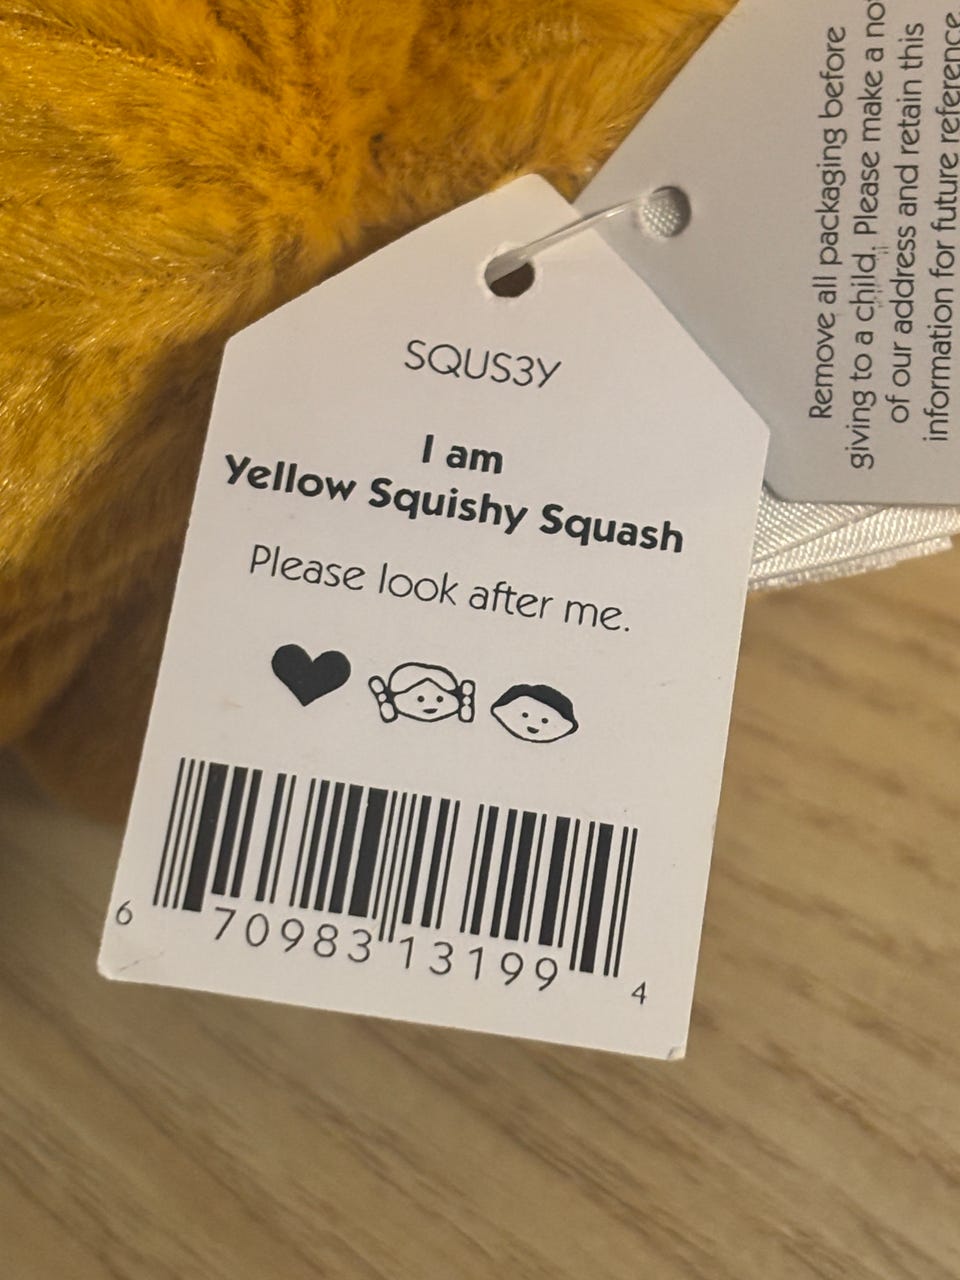 SQUS3Y
I am
Yellow Squishy Squash
Please look after me.
6 70983 13199 4
Remove all packaging before
giving to a child. Please make a
of our address and retain this
information for future reference